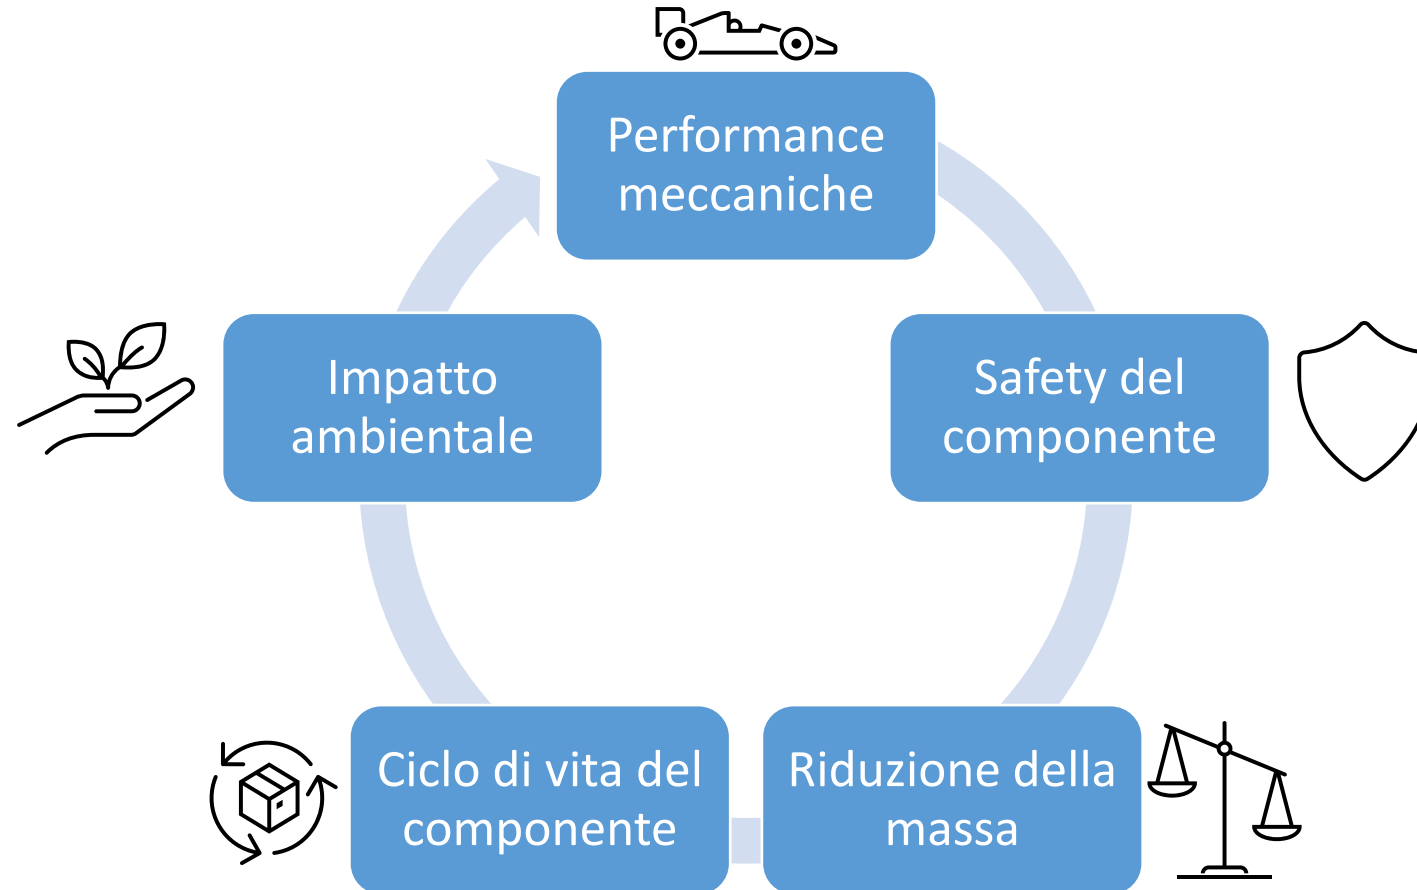 Performance
meccaniche
Safety del
componente
Riduzione della
massa
Ciclo di vita del
componente
Impatto
ambientale